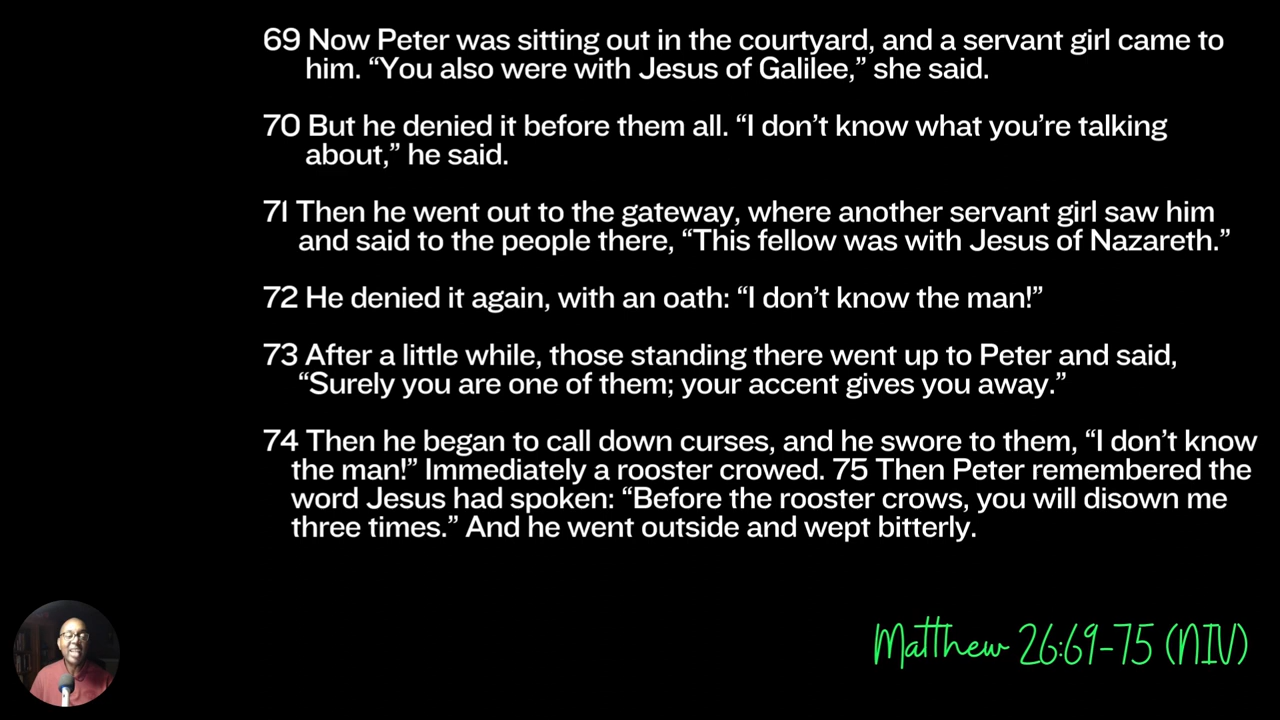 69 Now Peter was sitting out in the courtyard, and a servant girl came to
him. “You also were with Jesus of Galilee,” she said.
70 But he denied it before them all. “I don’t know what you’re talking
about,” he said.
71 Then he went out to the gateway, where another servant girl saw him
and said to the people there, “This fellow was with Jesus of Nazareth.”
72 He denied it again, with an oath: “I don’t know the man!”
73 After a little while, those standing there went up to Peter and said,
“Surely you are one of them; your accent gives you away.”
74 Then he began to call down curses, and he swore to them, “I don’t know
the man!” Immediately a rooster crowed. 75 Then Peter remembered the
word Jesus had spoken: “Before the rooster crows, you will disown me
three times.” And he went outside and wept bitterly.
Matthew 26:69-75 (NIV)